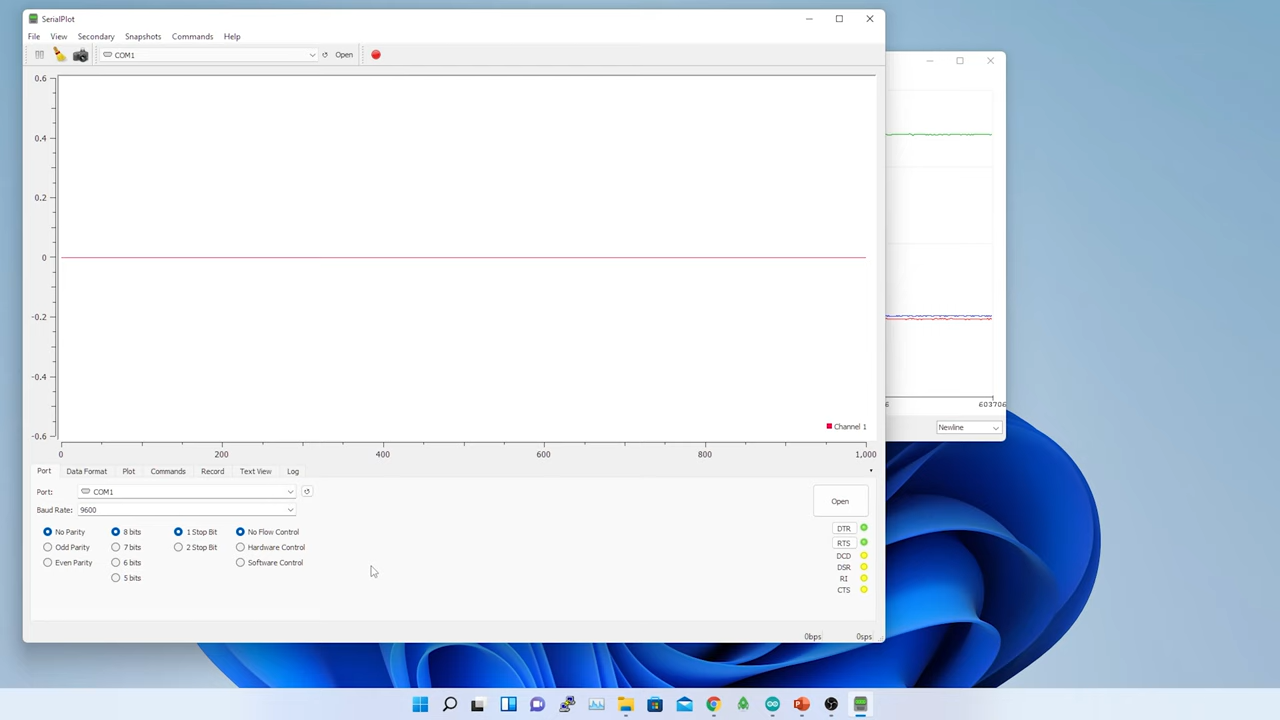 SerialPlot
File View Secondary Snapshots Commands Help
COM1 Open
0.6
0.4
0.2
0
-0.2
-0.4
-0.6
Channel 1
0 200 400 600 800 1,000
6 603706
Newline
Port Data Format Plot Commands Record Text View Log
Port: COM1 Open
Baud Rate: 9600
No Parity 8 bits 1 Stop Bit No Flow Control DTR
Odd Parity 7 bits 2 Stop Bit Hardware Control RTS
Even Parity 6 bits Software Control DCD
5 bits DSR
RI
CTS
0bps 0sps